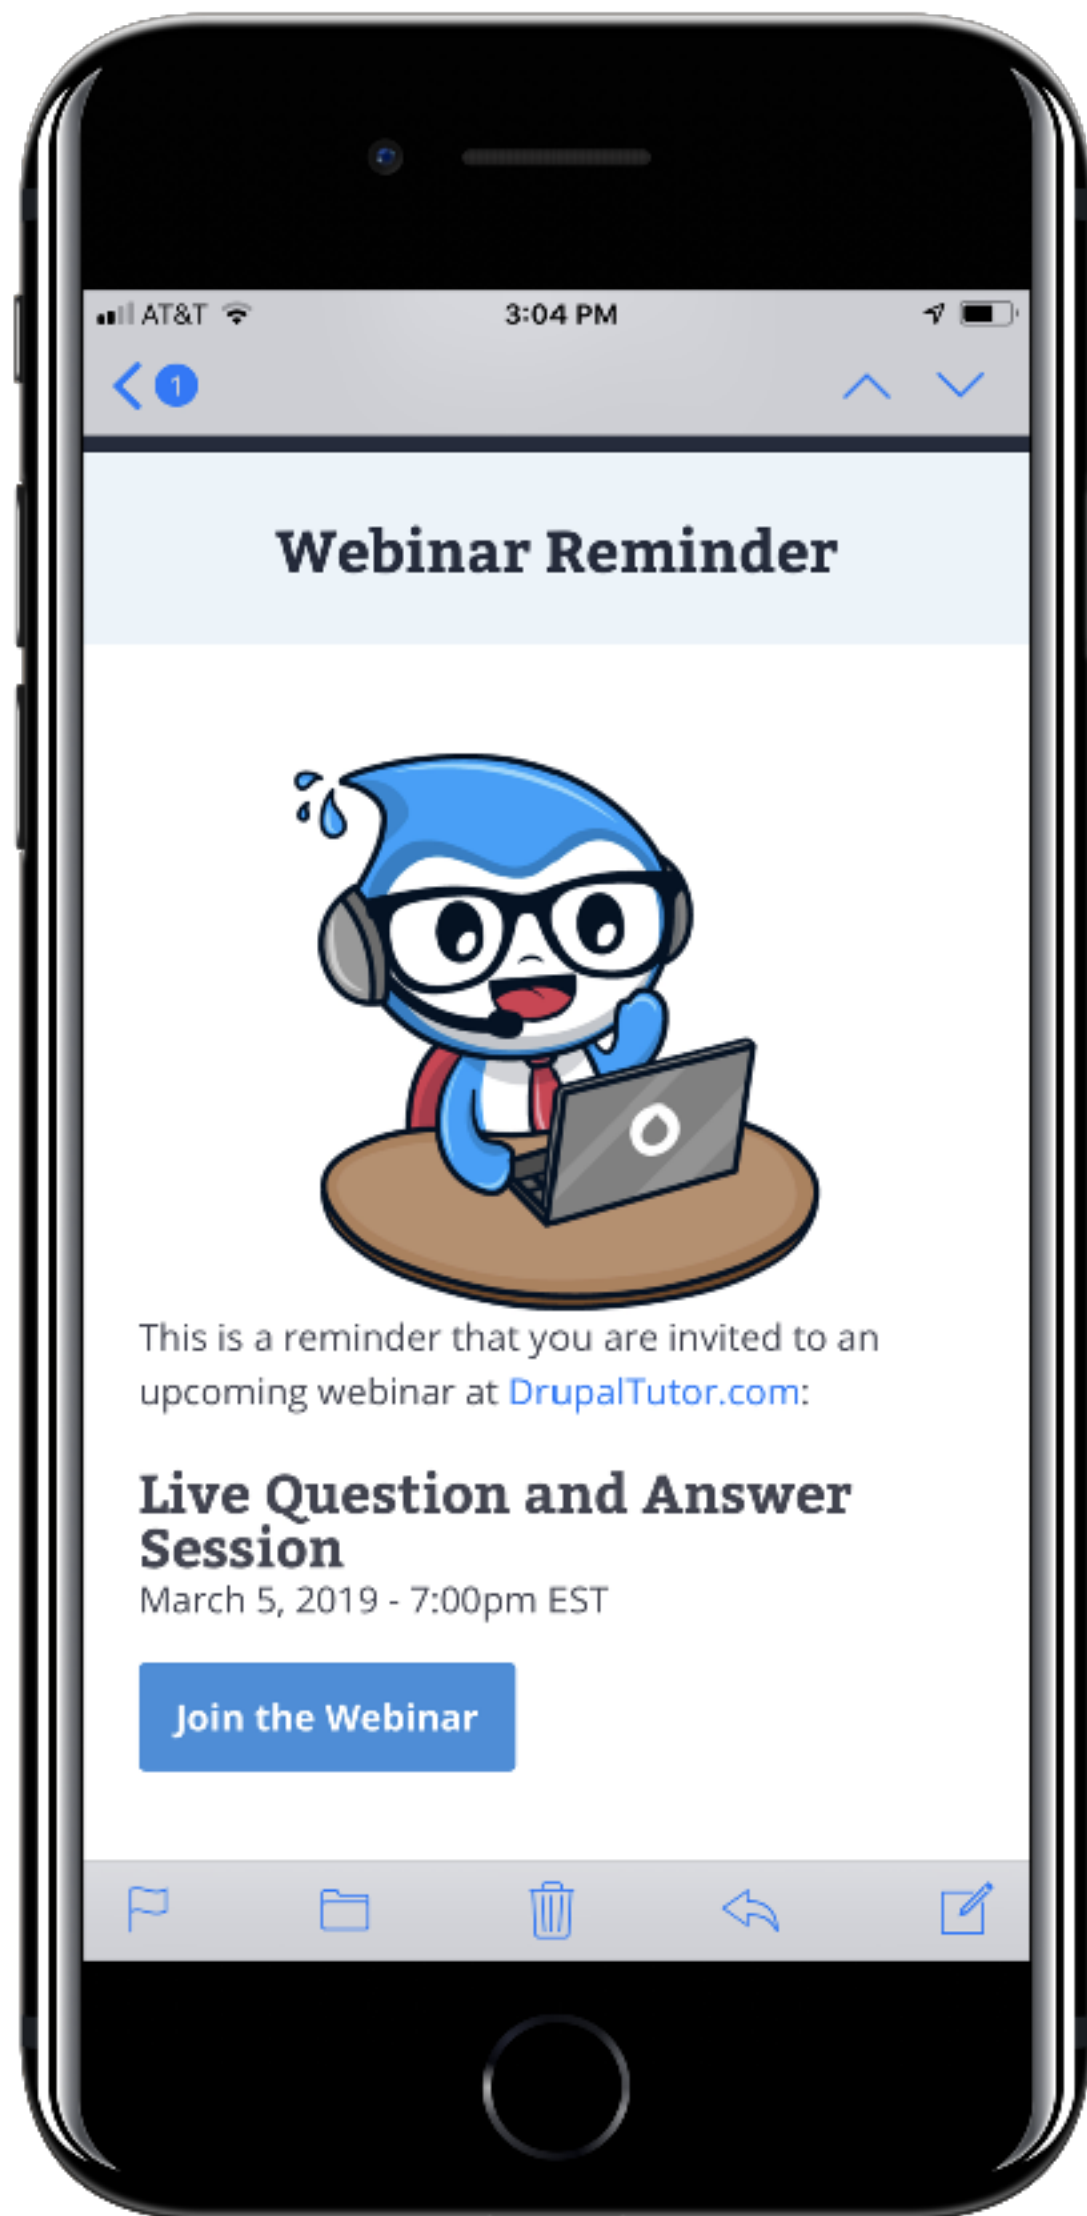 AT&T 3:04 PM
1
Webinar Reminder
This is a reminder that you are invited to an
upcoming webinar at DrupalTutor.com:
Live Question and Answer
Session
March 5, 2019 - 7:00pm EST
Join the Webinar